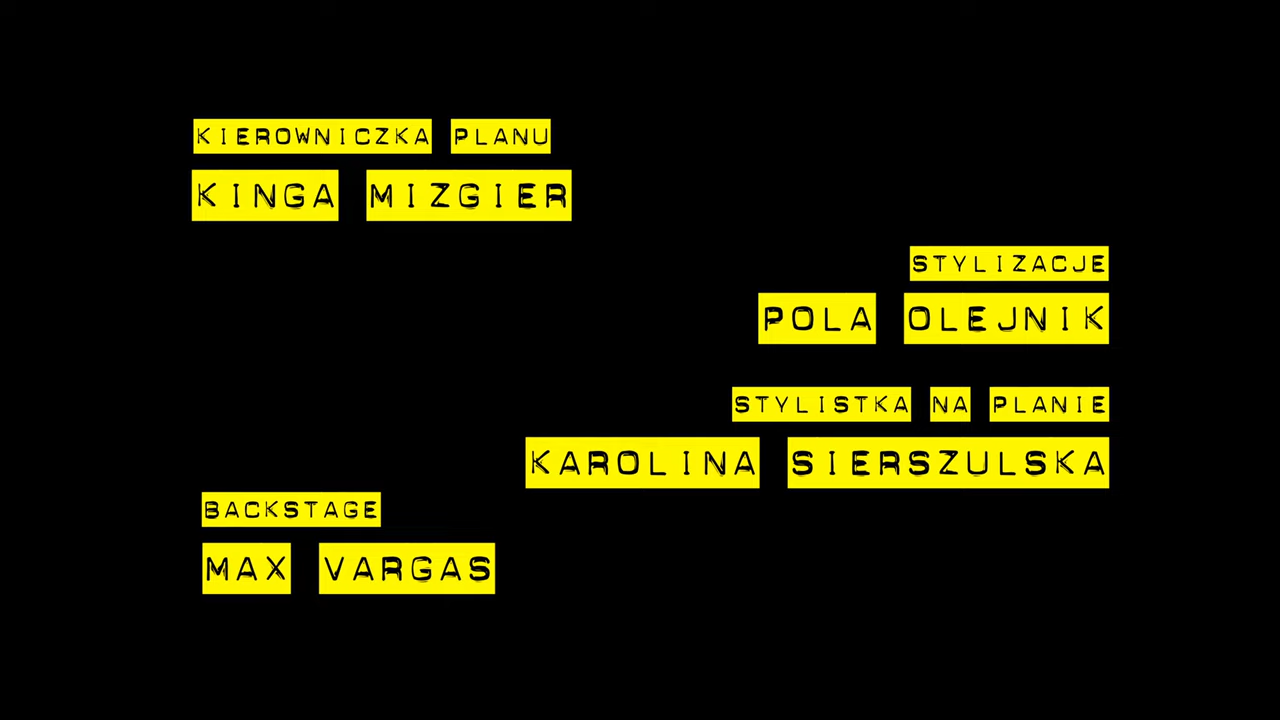 KIEROWNICZKA PLANU
KINGA MIZGIER
STYLIZACJE
POLA OLEJNIK
STYLISTKA NA PLANIE
KAROLINA SIERSZULSKA
BACKSTAGE
MAX VARGAS